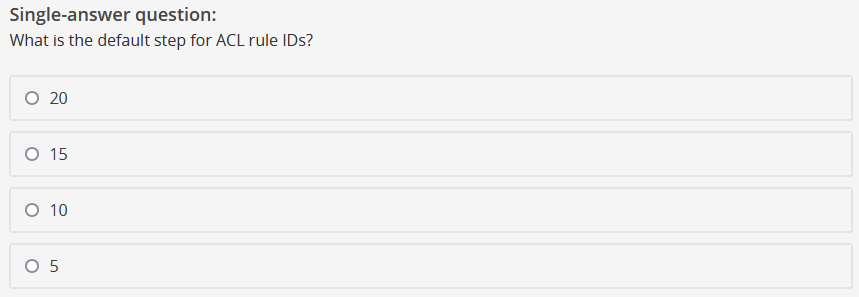 Single-answer question:
What is the default step for ACL rule IDs?
20
15
10
5